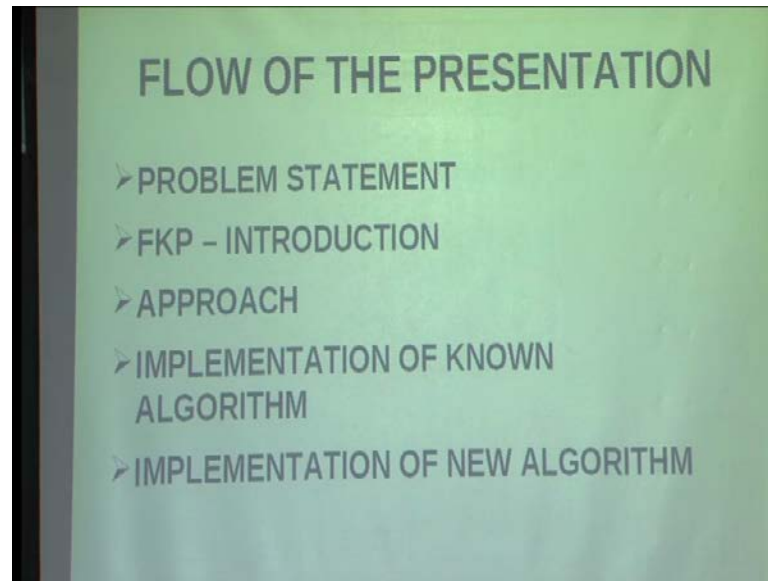 FLOW OF THE PRESENTATION
➢PROBLEM STATEMENT
➢FKP – INTRODUCTION
➢APPROACH
➢IMPLEMENTATION OF KNOWN
ALGORITHM
➢IMPLEMENTATION OF NEW ALGORITHM